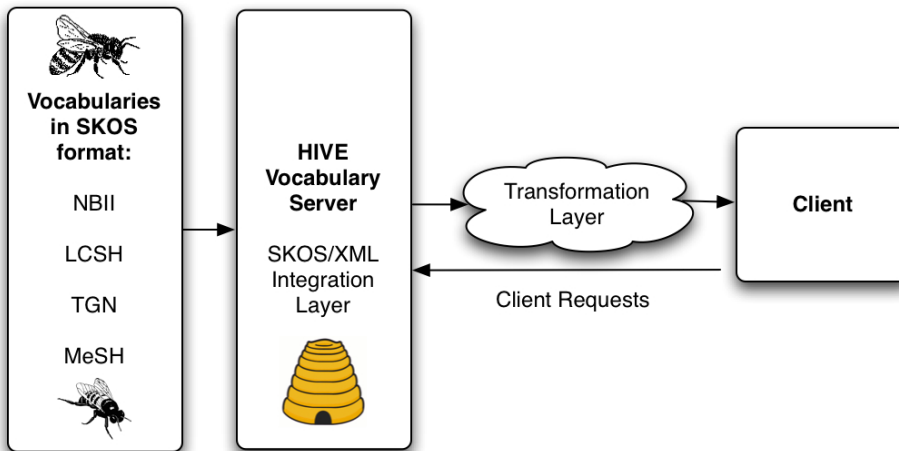 Vocabularies
in SKOS
format:
NBII
LCSH
TGN
MeSH
HIVE
Vocabulary
Server
SKOS/XML
Integration
Layer
Transformation
Layer
Client Requests
Client